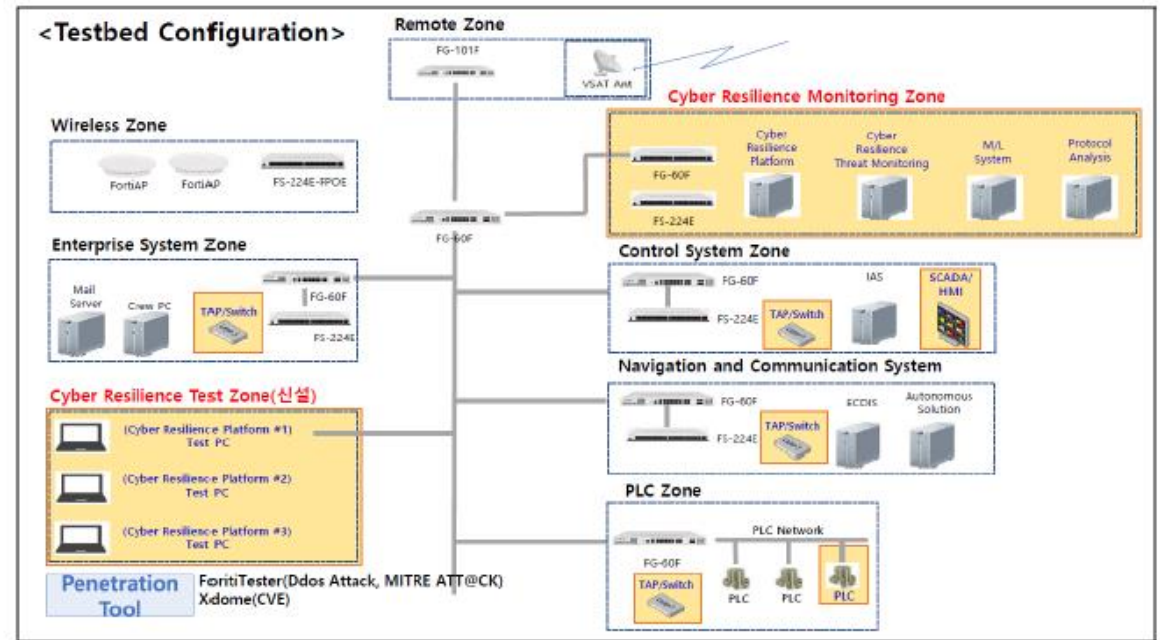 <Testbed Configuration>
Remote Zone
FG-101F
VSAT Ant
Cyber Resilience Monitoring Zone
FG-60F
FS-224E
Cyber
Resilience
Platform
Cyber
Resilience
Threat Monitoring
M/L
System
Protocol
Analysis
Wireless Zone
FortiAP
FortiAP
FS-224E-FPOE
FG-60F
Enterprise System Zone
Mail
Server
Crew PC
TAP/Switch
FG-60F
FS-224E
Control System Zone
FG-60F
FS-224E
TAP/Switch
IAS
SCADA/
HMI
Navigation and Communication System
FG-60F
FS-224E
TAP/Switch
ECDIS
Autonomous
Solution
Cyber Resilience Test Zone(신설)
(Cyber Resilience Platform #1)
Test PC
(Cyber Resilience Platform #2)
Test PC
(Cyber Resilience Platform #3)
Test PC
PLC Zone
FG-60F
TAP/Switch
PLC Network
PLC
PLC
PLC
Penetration
Tool
ForitiTester(Ddos Attack, MITRE ATT@CK)
Xdome(CVE)